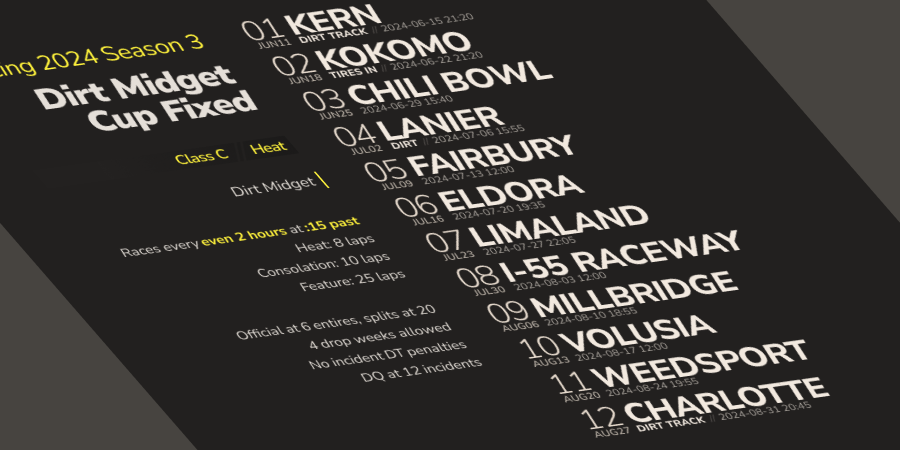 ing 2024 Season 3
Dirt Midget
Cup Fixed
Class C // Heat
Dirt Midget
Races every even 2 hours at :15 past
Heat: 8 laps
Consolation: 10 laps
Feature: 25 laps
Official at 6 entires, splits at 20
4 drop weeks allowed
No incident DT penalties
DQ at 12 incidents
01 KERN
JUN11 DIRT TRACK // 2024-06-15 21:20
02 KOKOMO
JUN18 TIRES IN // 2024-06-22 21:20
03 CHILI BOWL
JUN25 2024-06-29 15:40
04 LANIER
JUL02 DIRT // 2024-07-06 15:55
05 FAIRBURY
JUL09 2024-07-13 12:00
06 ELDORA
JUL16 2024-07-20 19:35
07 LIMALAND
JUL23 2024-07-27 22:05
08 I-55 RACEWAY
JUL30 2024-08-03 12:00
09 MILLBRIDGE
AUG06 2024-08-10 18:55
10 VOLUSIA
AUG13 2024-08-17 12:00
11 WEEDSPORT
AUG20 2024-08-24 19:55
12 CHARLOTTE
AUG27 DIRT TRACK // 2024-08-31 20:45